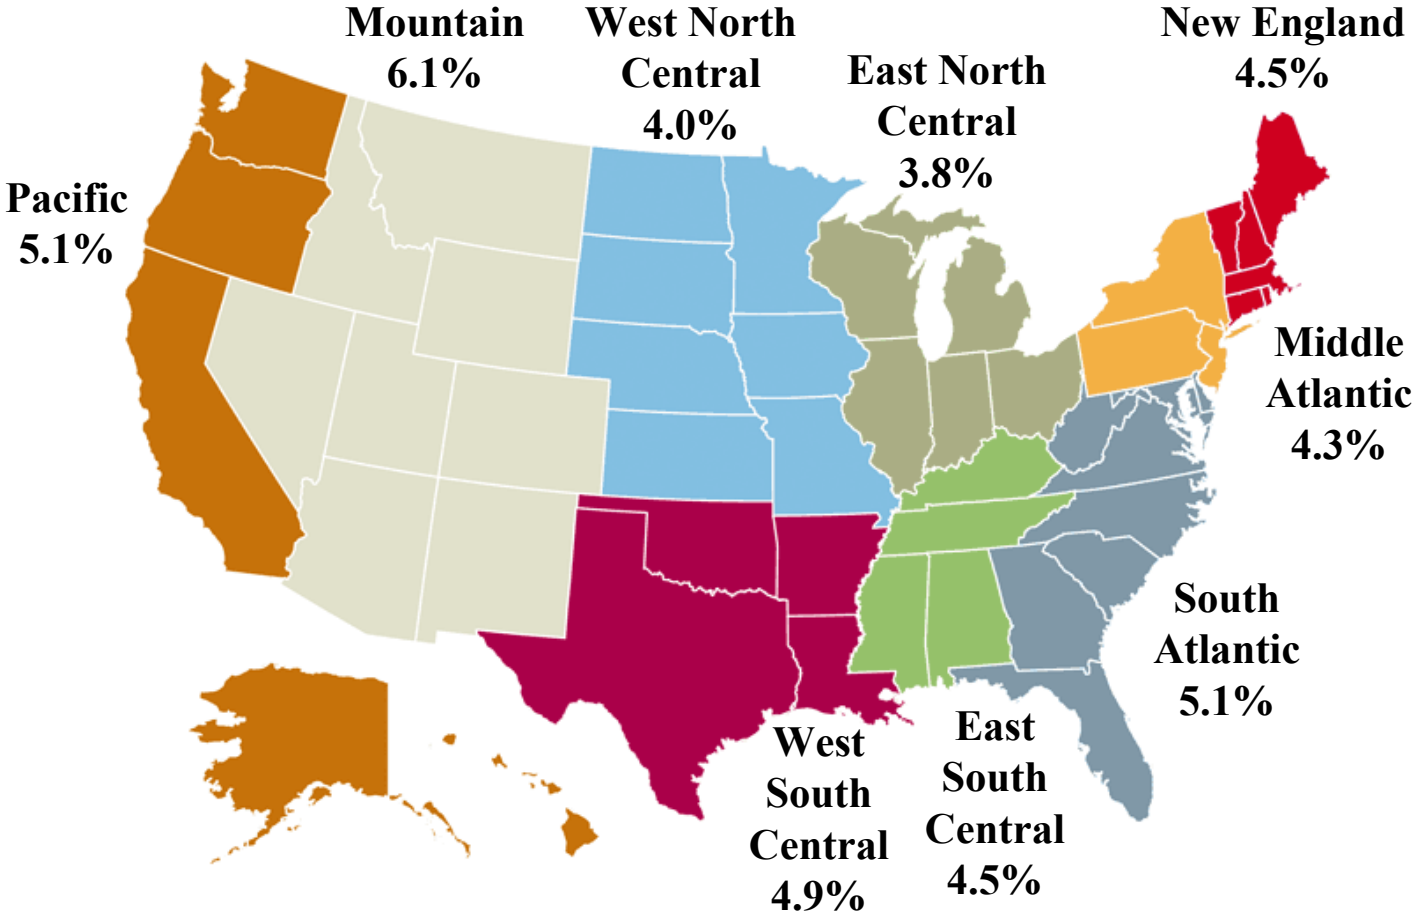 Mountain
6.1%
West North
Central
4.0%
East North
Central
3.8%
New England
4.5%
Pacific
5.1%
Middle
Atlantic
4.3%
South
Atlantic
5.1%
West
South
Central
4.9%
East
South
Central
4.5%